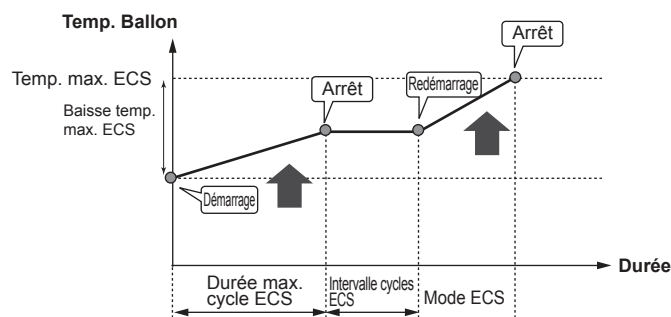 Temp. Ballon
Arrêt
Temp. max. ECS
Arrêt
Redémarrage
Baisse temp.
max. ECS
Démarrage
Durée
Durée max.
cycle ECS
Intervalle cycles
ECS
Mode ECS